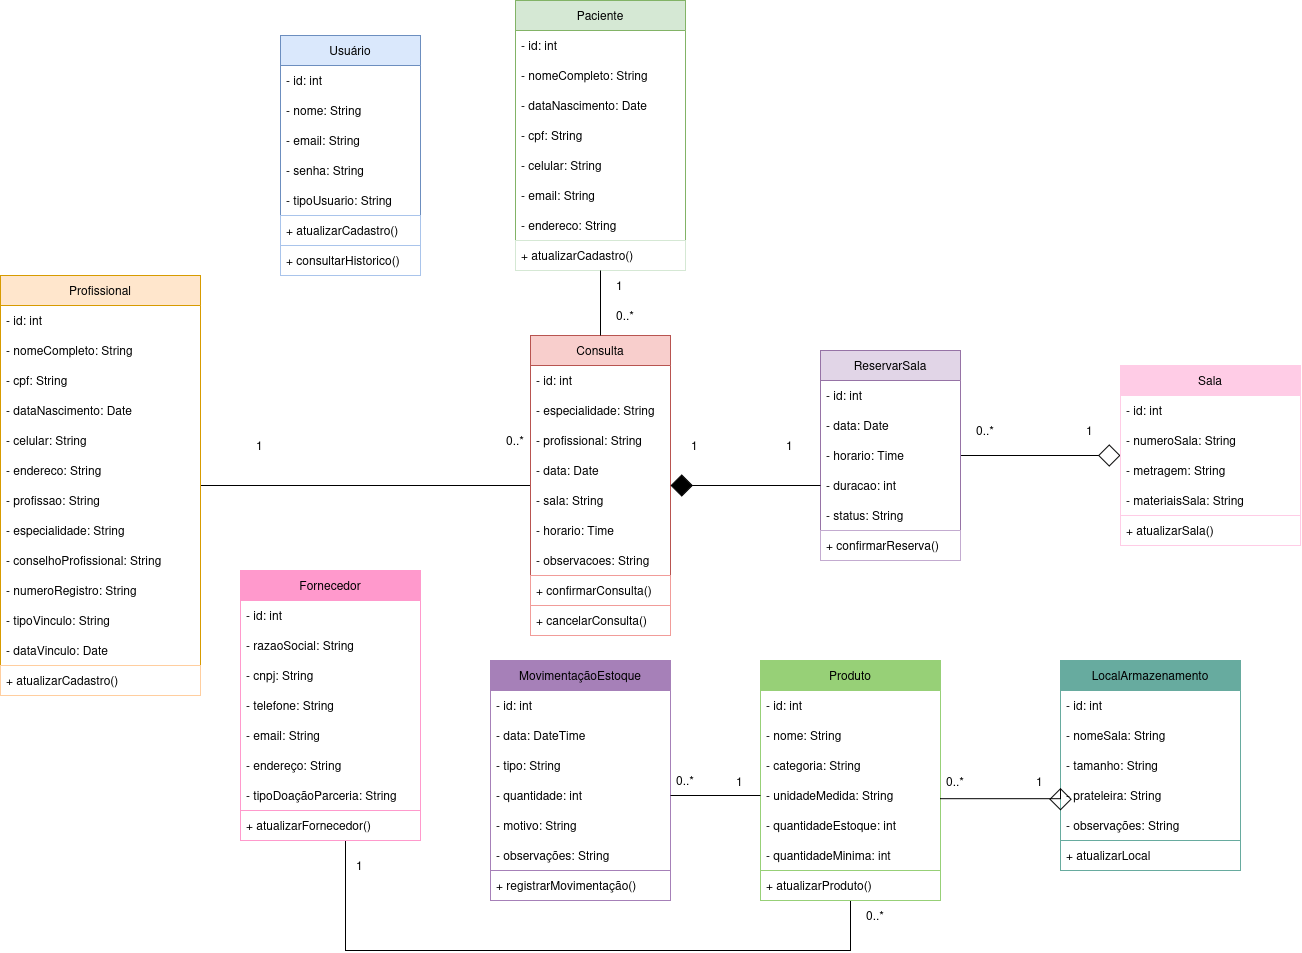 Paciente
- id: int
- nomeCompleto: String
- dataNascimento: Date
- cpf: String
- celular: String
- email: String
- endereco: String
+ atualizarCadastro()
1
0..*
Usuário
- id: int
- nome: String
- email: String
- senha: String
- tipoUsuario: String
+ atualizarCadastro()
+ consultarHistorico()
Profissional
- id: int
- nomeCompleto: String
- cpf: String
- dataNascimento: Date
- celular: String
- endereco: String
- profissao: String
- especialidade: String
- conselhoProfissional: String
- numeroRegistro: String
- tipoVinculo: String
- dataVinculo: Date
+ atualizarCadastro()
1
0..*
Consulta
- id: int
- especialidade: String
- profissional: String
- data: Date
- sala: String
- horario: Time
- observacoes: String
+ confirmarConsulta()
+ cancelarConsulta()
1
1
ReservarSala
- id: int
- data: Date
- horario: Time
- duracao: int
- status: String
+ confirmarReserva()
0..*
1
Sala
- id: int
- numeroSala: String
- metragem: String
- materiaisSala: String
+ atualizarSala()
Fornecedor
- id: int
- razaoSocial: String
- cnpj: String
- telefone: String
- email: String
- endereço: String
- tipoDoaçãoParceria: String
+ atualizarFornecedor()
1
MovimentaçãoEstoque
- id: int
- data: DateTime
- tipo: String
- quantidade: int
- motivo: String
- observações: String
+ registrarMovimentação()
0..*
1
Produto
- id: int
- nome: String
- categoria: String
- unidadeMedida: String
- quantidadeEstoque: int
- quantidadeMinima: int
+ atualizarProduto()
0..*
0..*
1
LocalArmazenamento
- id: int
- nomeSala: String
- tamanho: String
- prateleira: String
- observações: String
+ atualizarLocal